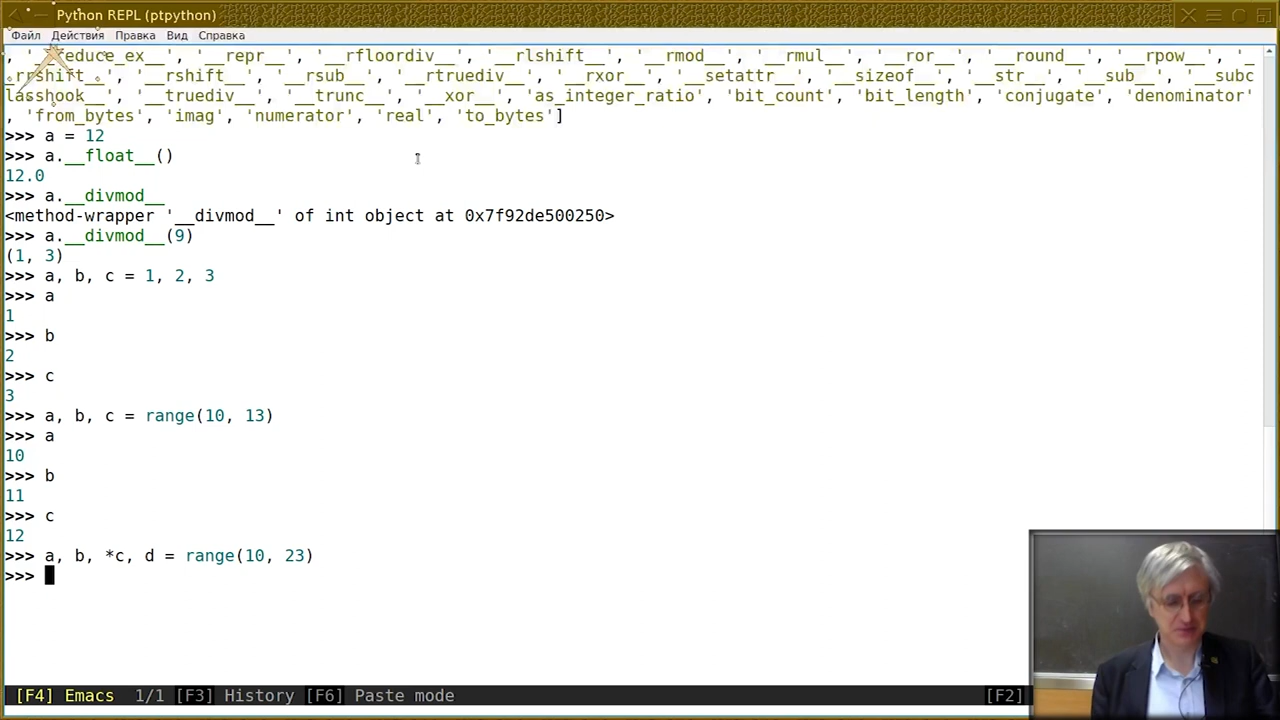 Python REPL (ptpython)
Файл Действия Правка Вид Справка
, '__reduce_ex__', '__repr__', '__rfloordiv__', '__rlshift__', '__rmod__', '__rmul__', '__ror__', '__round__', '__rpow__', '_
_rrshift__', '__rshift__', '__rsub__', '__rtruediv__', '__rxor__', '__setattr__', '__sizeof__', '__str__', '__sub__', '__subc
lasshook__', '__truediv__', '__trunc__', '__xor__', 'as_integer_ratio', 'bit_count', 'bit_length', 'conjugate', 'denominator'
, 'from_bytes', 'imag', 'numerator', 'real', 'to_bytes']
>>> a = 12
>>> a.__float__()
12.0
>>> a.__divmod__
<method-wrapper '__divmod__' of int object at 0x7f92de500250>
>>> a.__divmod__(9)
(1, 3)
>>> a, b, c = 1, 2, 3
>>> a
1
>>> b
2
>>> c
3
>>> a, b, c = range(10, 13)
>>> a
10
>>> b
11
>>> c
12
>>> a, b, *c, d = range(10, 23)
>>>
[F4] Emacs 1/1 [F3] History [F6] Paste mode [F2]